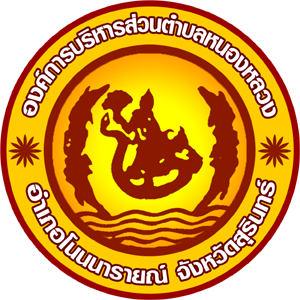 องค์การบริหารส่วนตำบลหนองหลวง
อำเภอโนนนารายณ์ จังหวัดสุรินทร์